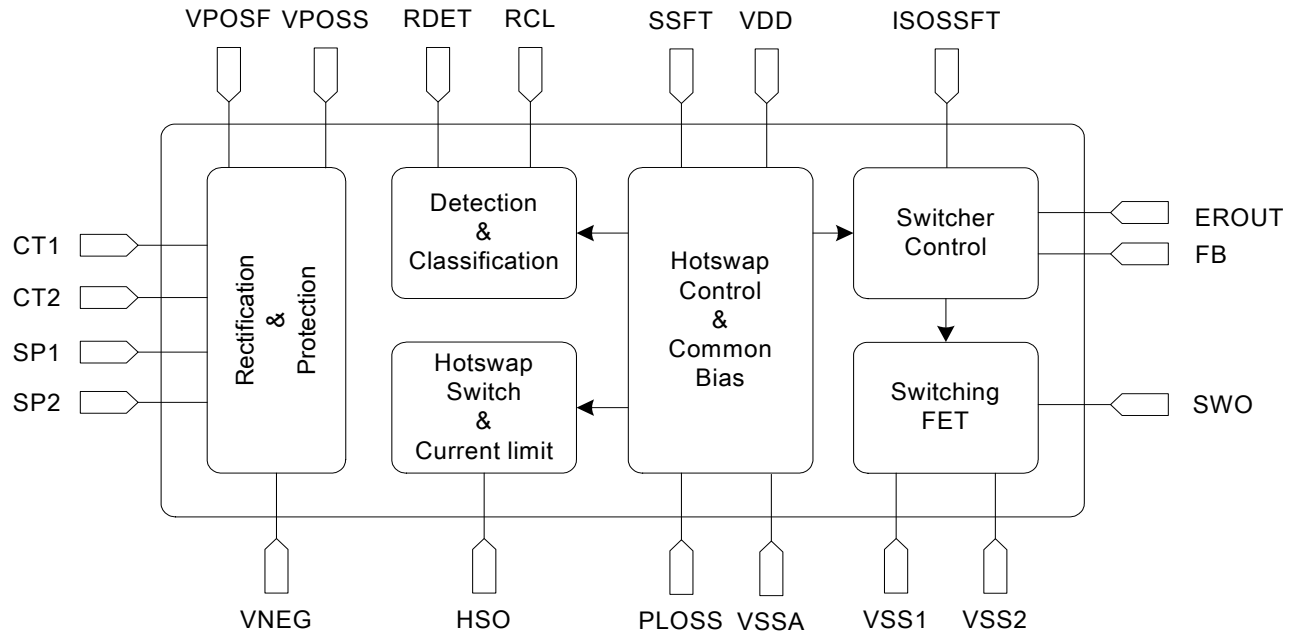 VPOSF
VPOSS
RDET
RCL
SSFT
VDD
ISOSSFT
CT1
CT2
SP1
SP2
Rectification
&
Protection
Detection
&
Classification
Hotswap
Switch
&
Current limit
Hotswap
Control
&
Common
Bias
Switcher
Control
Switching
FET
EROUT
FB
SWO
VNEG
HSO
PLOSS
VSSA
VSS1
VSS2